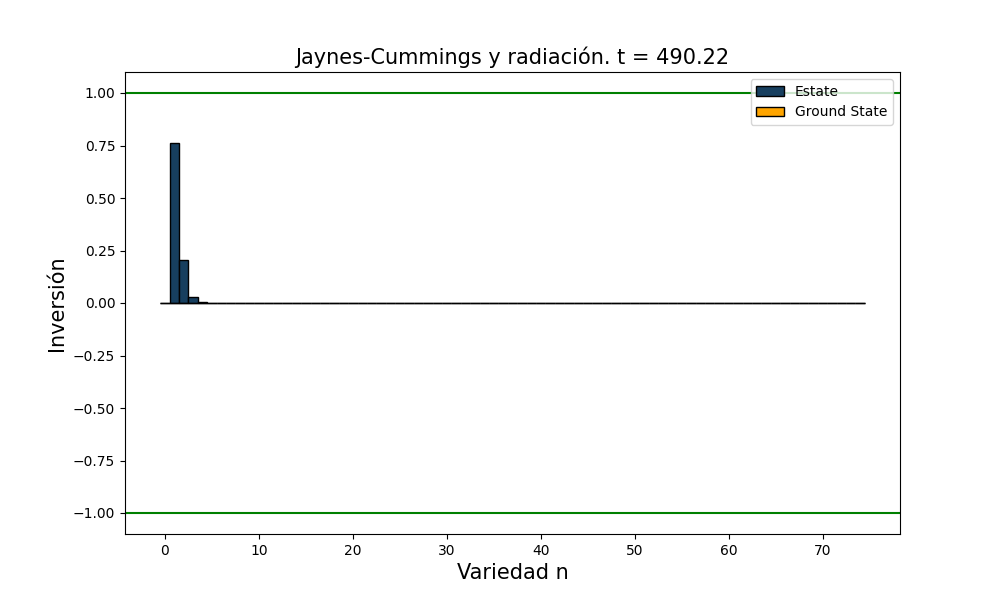 Jaynes-Cummings y radiación. t = 490.22
Estate
Ground State
Inversión
1.00
0.75
0.50
0.25
0.00
−0.25
−0.50
−0.75
−1.00
0 10 20 30 40 50 60 70
Variedad n